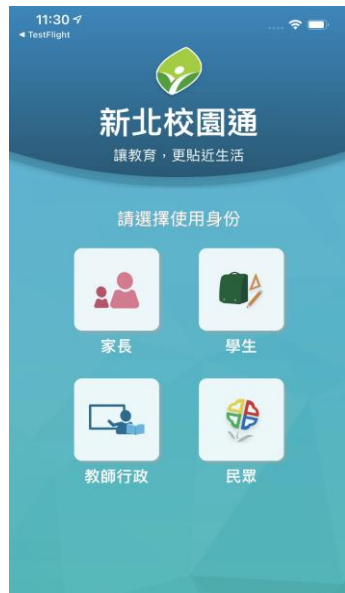 11:30
◀ TestFlight
新北校園通
讓教育，更貼近生活
請選擇使用身份
家長
學生
教師行政
民眾